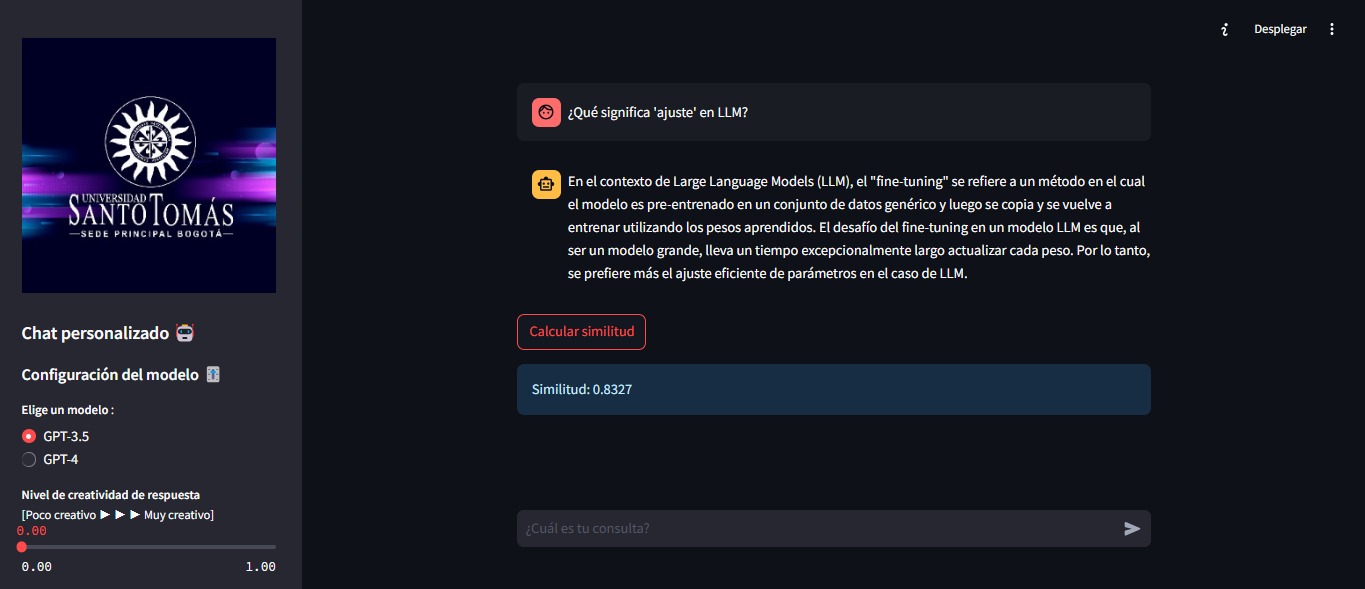 Desplegar
UNIVERSIDAD
SANTO TOMÁS
SEDE PRINCIPAL BOGOTÁ
Chat personalizado
Configuración del modelo
Elige un modelo :
GPT-3.5
GPT-4
Nivel de creatividad de respuesta
[Poco creativo ► ► ► Muy creativo]
0.00
0.00 1.00
¿Qué significa 'ajuste' en LLM?
En el contexto de Large Language Models (LLM), el "fine-tuning" se refiere a un método en el cual
el modelo es pre-entrenado en un conjunto de datos genérico y luego se copia y se vuelve a
entrenar utilizando los pesos aprendidos. El desafío del fine-tuning en un modelo LLM es que, al
ser un modelo grande, lleva un tiempo excepcionalmente largo actualizar cada peso. Por lo tanto,
se prefiere más el ajuste eficiente de parámetros en el caso de LLM.
Calcular similitud
Similitud: 0.8327
¿Cuál es tu consulta?